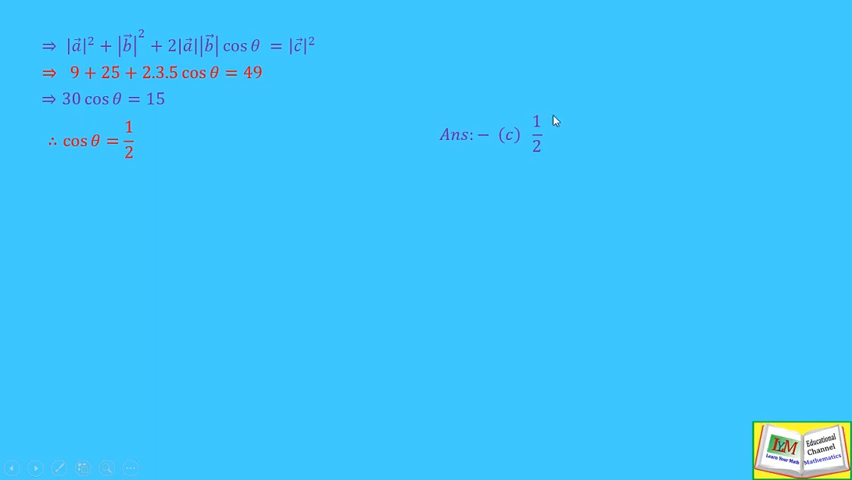 ⇒ |a⃗|² + |b⃗|² + 2|a⃗||b⃗| cos θ = |c⃗|²
⇒ 9 + 25 + 2.3.5 cos θ = 49
⇒ 30 cos θ = 15
∴ cos θ = 1/2
Ans:− (c) 1/2
LYM
Learn Your Math
Educational
Channel
Mathematics